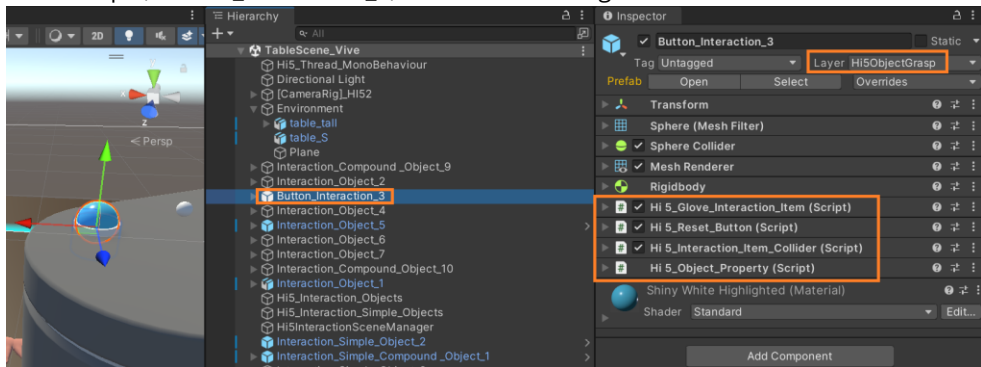 2D
Persp
z
Hierarchy
All
TableScene_Vive
Hi5_Thread_MonoBehaviour
Directional Light
[CameraRig]_HI52
Environment
table_tall
table_S
Plane
Interaction_Compound _Object_9
Interaction_Object_2
Button_Interaction_3
Interaction_Object_4
Interaction_Object_5
Interaction_Object_6
Interaction_Object_7
Interaction_Compound_Object_10
Interaction_Object_1
Hi5_Interaction_Objects
Hi5_Interaction_Simple_Objects
Hi5InteractionSceneManager
Interaction_Simple_Object_2
Interaction_Simple_Compound _Object_1
Inspector
Button_Interaction_3 Static
Tag Untagged Layer Hi5ObjectGrasp
Prefab Open Select Overrides
Transform
Sphere (Mesh Filter)
Sphere Collider
Mesh Renderer
Rigidbody
Hi 5_Glove_Interaction_Item (Script)
Hi 5_Reset_Button (Script)
Hi 5_Interaction_Item_Collider (Script)
Hi 5_Object_Property (Script)
Shiny White Highlighted (Material)
Shader Standard Edit...
Add Component